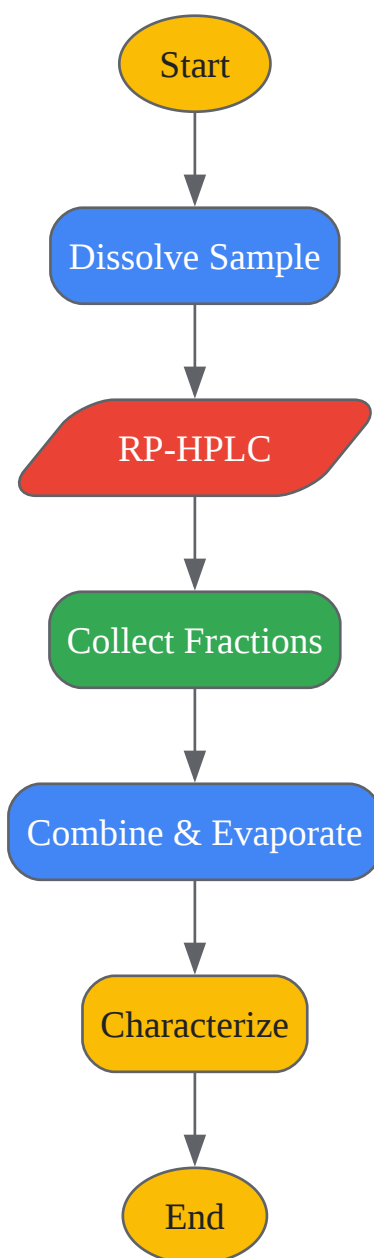 Start
Dissolve Sample
RP-HPLC
Collect Fractions
Combine & Evaporate
Characterize
End